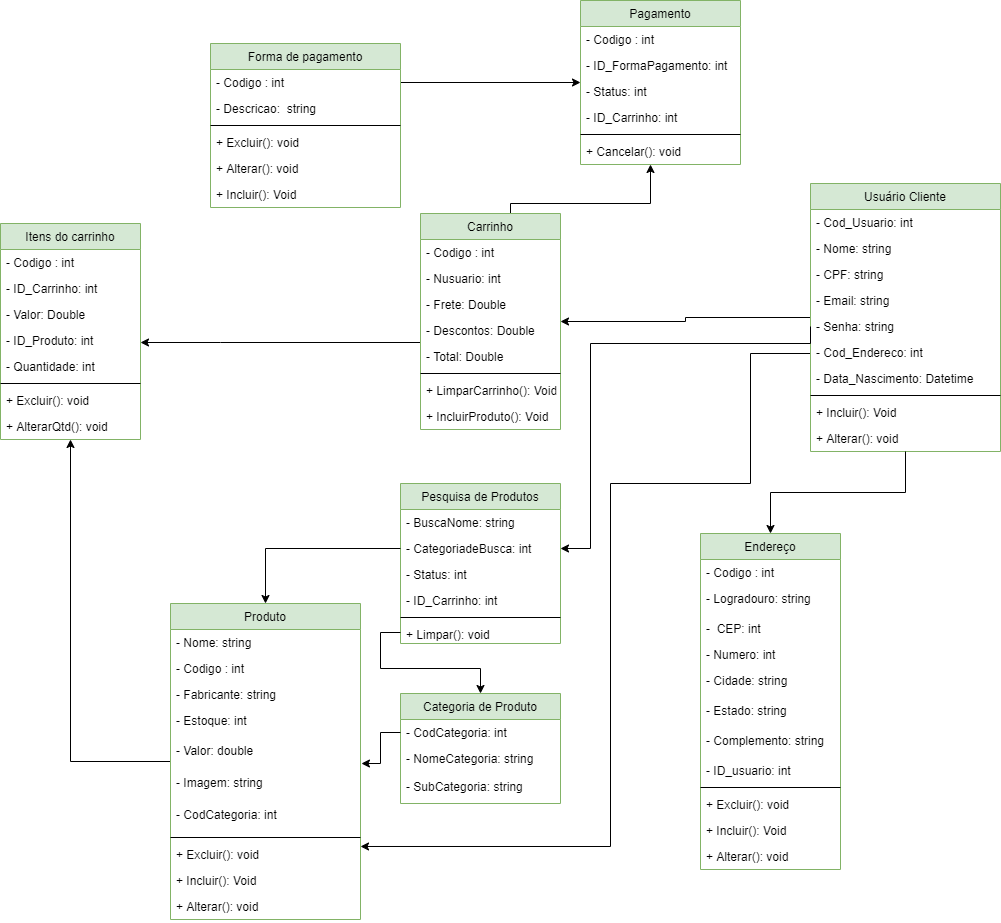 Pagamento
- Codigo : int
- ID_FormaPagamento: int
- Status: int
- ID_Carrinho: int
+ Cancelar(): void
Forma de pagamento
- Codigo : int
- Descricao:  string
+ Excluir(): void
+ Alterar(): void
+ Incluir(): Void
Usuário Cliente
- Cod_Usuario: int
- Nome: string
- CPF: string
- Email: string
- Senha: string
- Cod_Endereco: int
- Data_Nascimento: Datetime
+ Incluir(): Void
+ Alterar(): void
Carrinho
- Codigo : int
- Nusuario: int
- Frete: Double
- Descontos: Double
- Total: Double
+ LimparCarrinho(): Void
+ IncluirProduto(): Void
Itens do carrinho
- Codigo : int
- ID_Carrinho: int
- Valor: Double
- ID_Produto: int
- Quantidade: int
+ Excluir(): void
+ AlterarQtd(): void
Pesquisa de Produtos
- BuscaNome: string
- CategoriadeBusca: int
- Status: int
- ID_Carrinho: int
+ Limpar(): void
Endereço
- Codigo : int
- Logradouro: string
-  CEP: int
- Numero: int
- Cidade: string
- Estado: string
- Complemento: string
- ID_usuario: int
+ Excluir(): void
+ Incluir(): Void
+ Alterar(): void
Produto
- Nome: string
- Codigo : int
- Fabricante: string
- Estoque: int
- Valor: double
- Imagem: string
- CodCategoria: int
+ Excluir(): void
+ Incluir(): Void
+ Alterar(): void
Categoria de Produto
- CodCategoria: int
- NomeCategoria: string
- SubCategoria: string